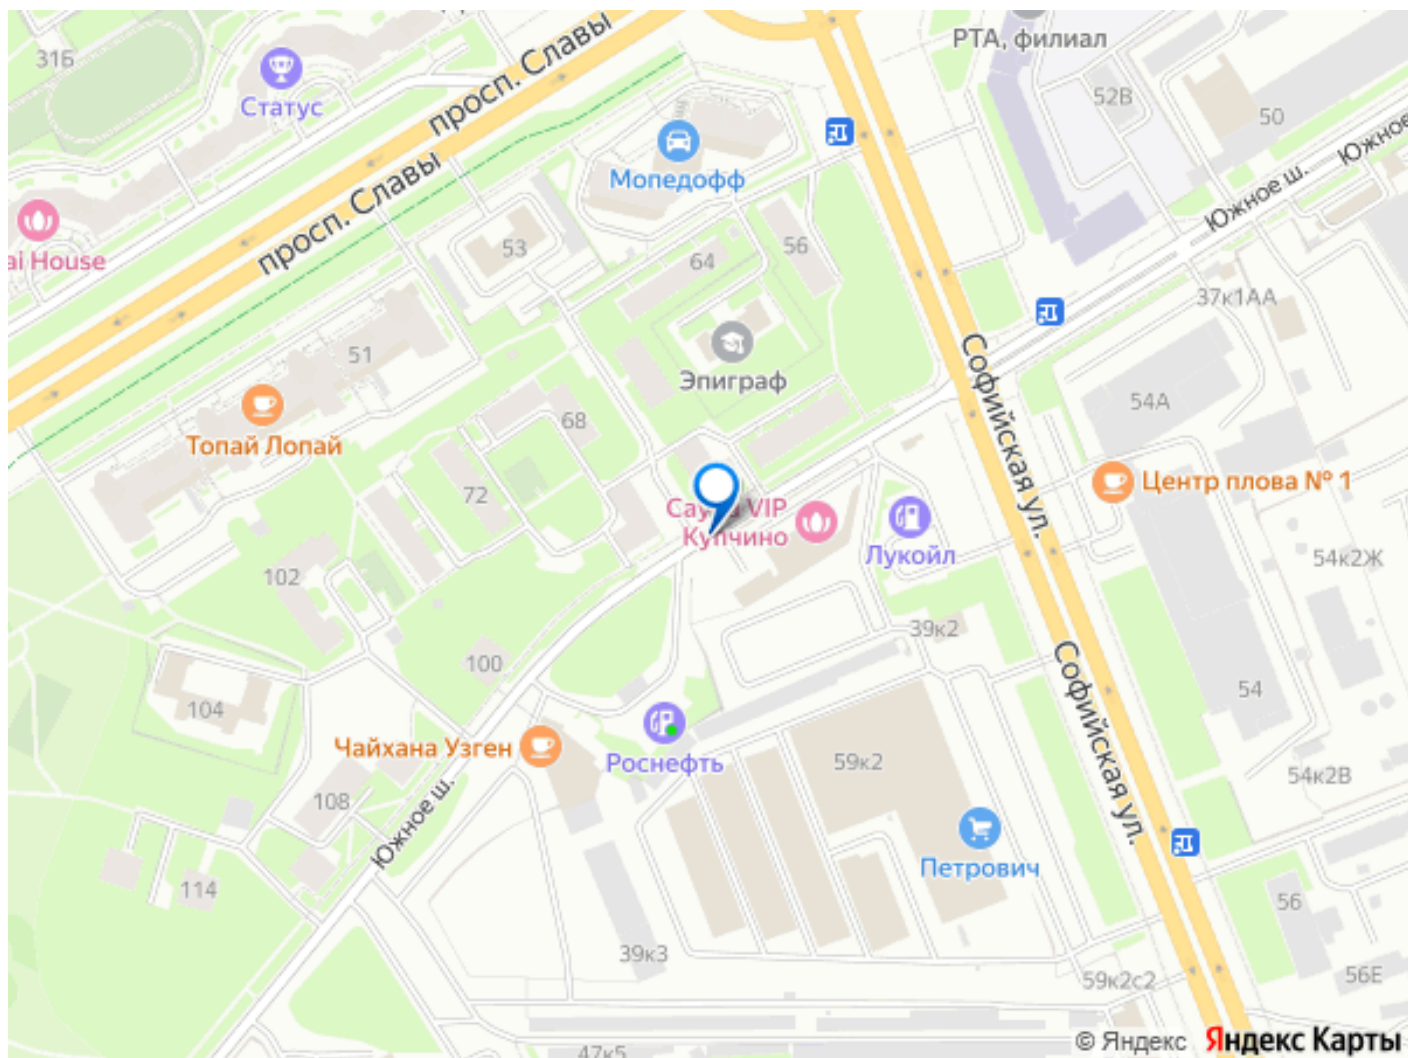 31Б
Статус
просп. Славы
РТА, филиал
52В
50
Южное
Южное ш.
Мопедофф
просп. Славы
ai House
53
64
56
37к1АА
51
Эпиграф
Софийская ул.
54А
Топай Лопай
68
72
Сауна VIP
Купчино
Лукойл
Центр плова № 1
54к2Ж
102
39к2
100
104
54
Софийская ул.
Чайхана Узген
Роснефть
59к2
54к2В
108
Южное ш.
Петрович
114
56
39к3
56Е
59к2с2
47к5
© Яндекс Яндекс Карты